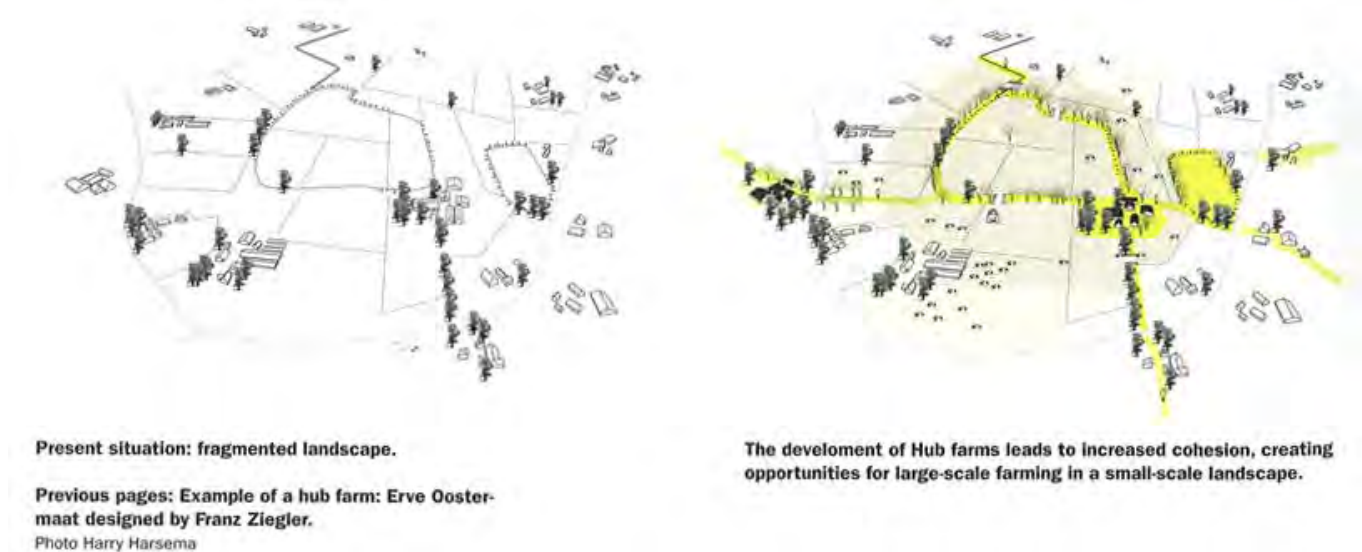 Present situation: fragmented landscape.
Previous pages: Example of a hub farm: Erve Ooster-
maat designed by Franz Ziegler.
Photo Harry Harsema
The develoment of Hub farms leads to increased cohesion, creating
opportunities for large-scale farming in a small-scale landscape.